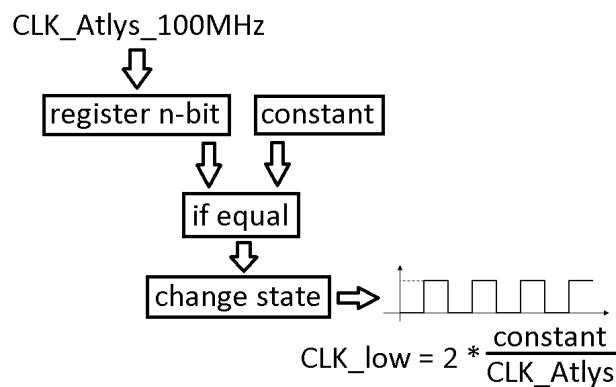 CLK_Atlys_100MHz
register n-bit
constant
if equal
change state
CLK_low = 2 * constant / CLK_Atlys